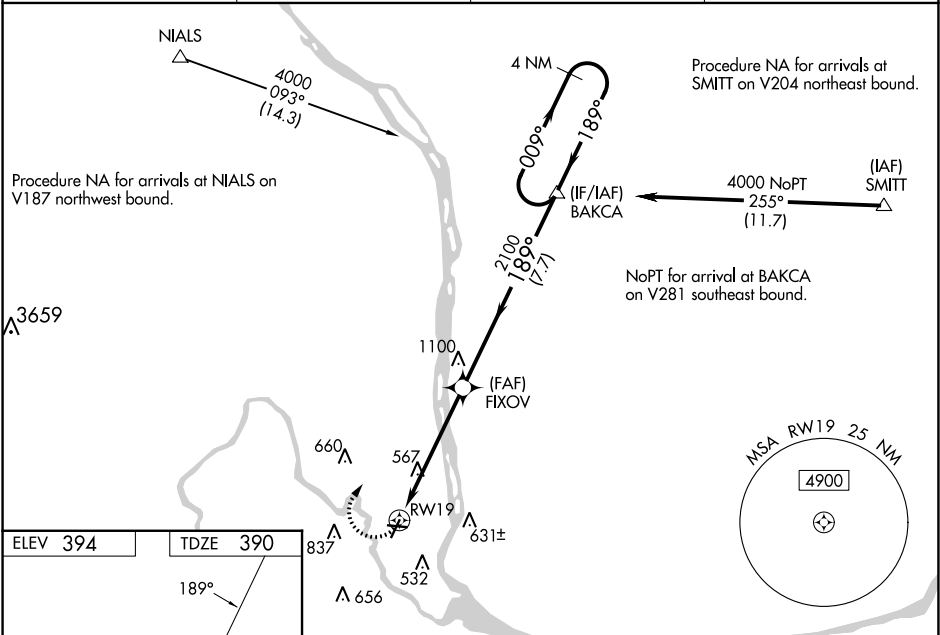 NIALS
4000
093°
(14.3)
4 NM
009°
189°
Procedure NA for arrivals at
SMITT on V204 northeast bound.
Procedure NA for arrivals at NIALS on
V187 northwest bound.
(IF/IAF)
BAKCA
4000 NoPT
255°
(11.7)
(IAF)
SMITT
2100
189°
(7.7)
NoPT for arrival at BAKCA
on V281 southeast bound.
3659
1100
(FAF)
FIXOV
660
567
RW19
837
631±
532
656
MSA RW19 25 NM
4900
ELEV 394
TDZE 390
189°